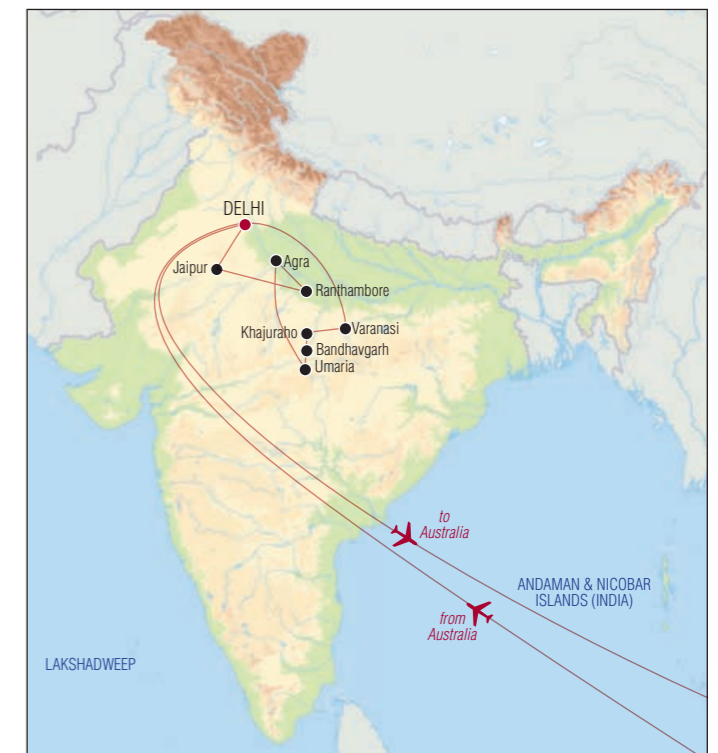 DELHI
Jaipur
Agra
Ranthambore
Khajuraho
Varanasi
Bandhavgarh
Umaria
to
Australia
ANDAMAN & NICOBAR
ISLANDS (INDIA)
from
Australia
LAKSHADWEEP